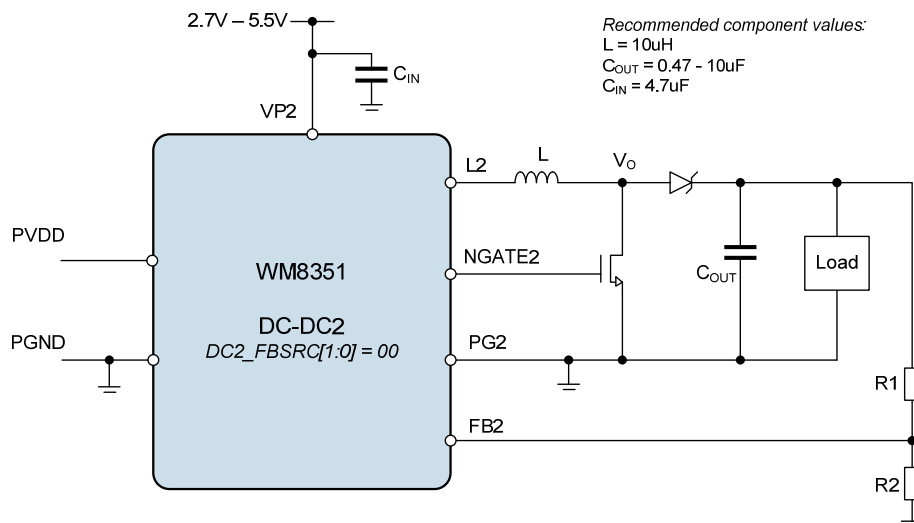 2.7V – 5.5V
Recommended component values:
L = 10uH
COUT = 0.47 - 10uF
CIN = 4.7uF
CIN
VP2
L2
L
VO
PVDD
NGATE2
WM8351
COUT
Load
DC-DC2
DC2_FBSRC[1:0] = 00
PGND
PG2
R1
FB2
R2